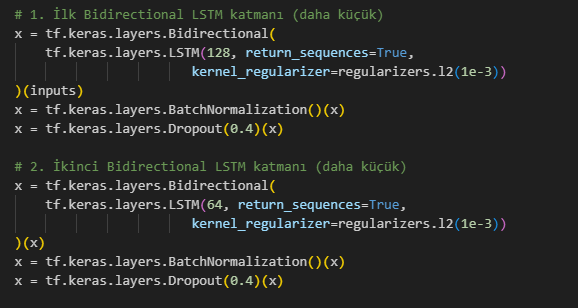 # 1. İlk Bidirectional LSTM katmanı (daha küçük)
x = tf.keras.layers.Bidirectional(
    tf.keras.layers.LSTM(128, return_sequences=True,
                         kernel_regularizer=regularizers.l2(1e-3))
)(inputs)
x = tf.keras.layers.BatchNormalization()(x)
x = tf.keras.layers.Dropout(0.4)(x)

# 2. İkinci Bidirectional LSTM katmanı (daha küçük)
x = tf.keras.layers.Bidirectional(
    tf.keras.layers.LSTM(64, return_sequences=True,
                         kernel_regularizer=regularizers.l2(1e-3))
)(x)
x = tf.keras.layers.BatchNormalization()(x)
x = tf.keras.layers.Dropout(0.4)(x)